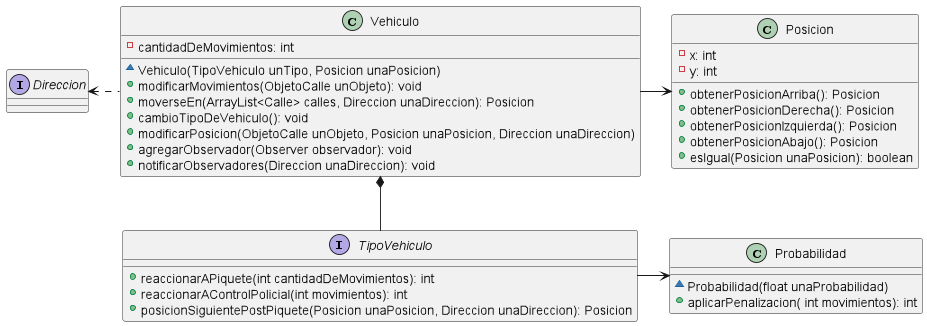 C Vehiculo
cantidadDeMovimientos: int
Vehiculo(TipoVehiculo unTipo, Posicion unaPosicion)
modificarMovimientos(ObjetoCalle unObjeto): void
moverseEn(ArrayList<Calle> calles, Direccion unaDireccion): Posicion
cambioTipoDeVehiculo(): void
modificarPosicion(ObjetoCalle unObjeto, Posicion unaPosicion, Direccion unaDireccion)
agregarObservador(Observer observador): void
notificarObservadores(Direccion unaDireccion): void
C Posicion
x: int
y: int
obtenerPosicionArriba(): Posicion
obtenerPosicionDerecha(): Posicion
obtenerPosicionIzquierda(): Posicion
obtenerPosicionAbajo(): Posicion
esIgual(Posicion unaPosicion): boolean
I Direccion
I TipoVehiculo
reaccionarAPiquete(int cantidadDeMovimientos): int
reaccionarAControlPolicial(int movimientos): int
posicionSiguientePostPiquete(Posicion unaPosicion, Direccion unaDireccion): Posicion
C Probabilidad
Probabilidad(float unaProbabilidad)
aplicarPenalizacion( int movimientos): int